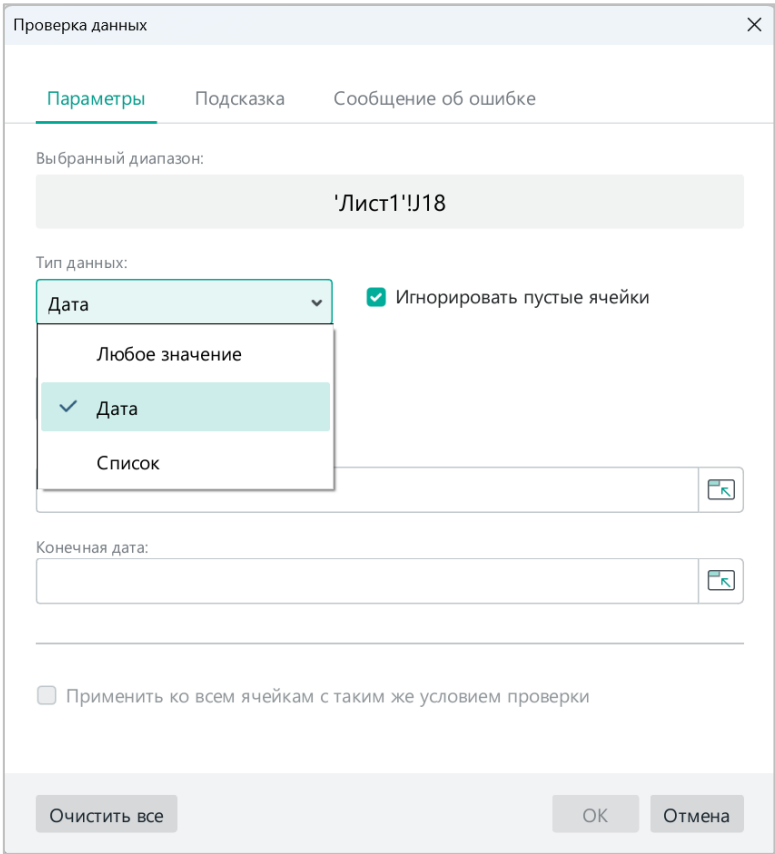 Проверка данных
Параметры Подсказка Сообщение об ошибке
Выбранный диапазон:
'Лист1'!J18
Тип данных:
Дата
Игнорировать пустые ячейки
Любое значение
Дата
Список
Конечная дата:
Применить ко всем ячейкам с таким же условием проверки
Очистить все ОК Отмена